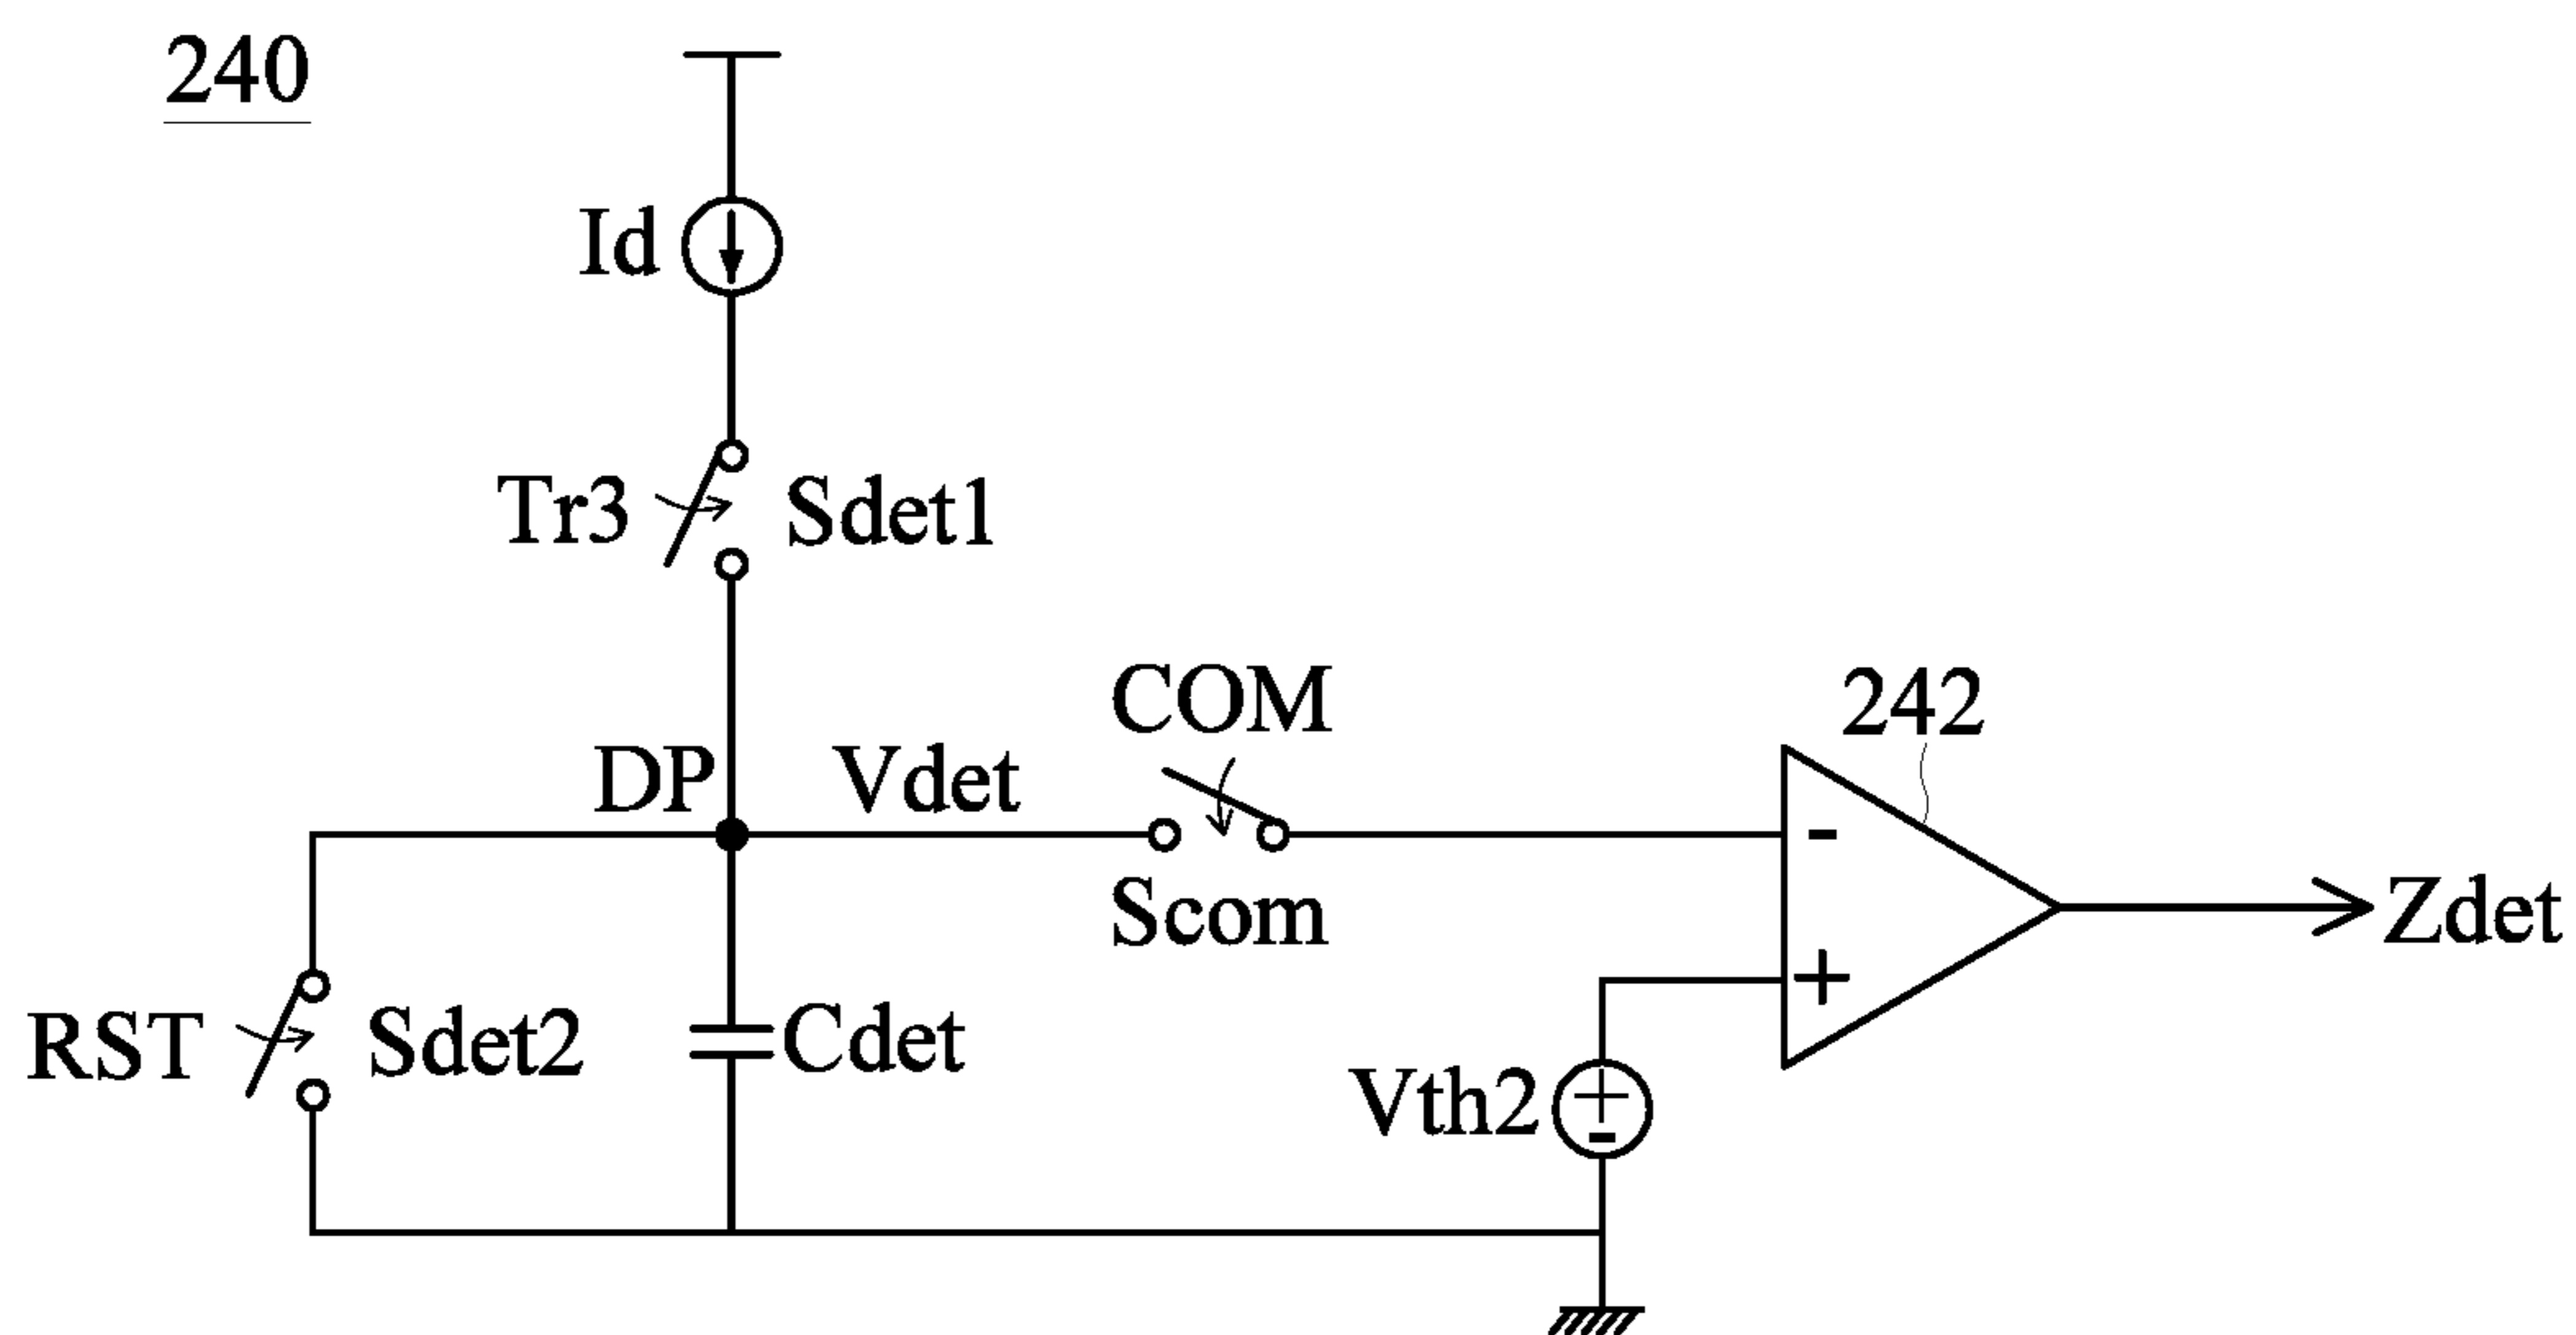 240
Id
Tr3 Sdet1
COM
242
DP Vdet
-
Scom
Zdet
+
RST Sdet2 Cdet
Vth2
+
-